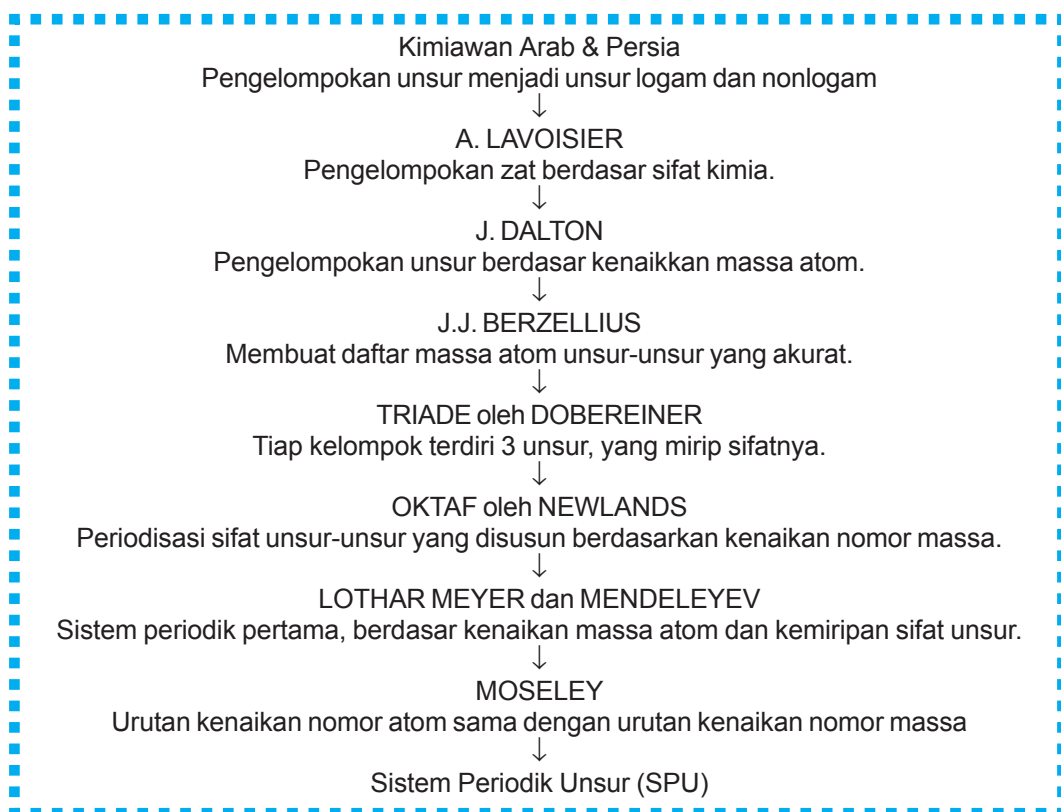 Kimiawan Arab & Persia
Pengelompokan unsur menjadi unsur logam dan nonlogam
↓
A. LAVOISIER
Pengelompokan zat berdasar sifat kimia.
↓
J. DALTON
Pengelompokan unsur berdasar kenaikkan massa atom.
↓
J.J. BERZELLIUS
Membuat daftar massa atom unsur-unsur yang akurat.
↓
TRIADE oleh DOBEREINER
Tiap kelompok terdiri 3 unsur, yang mirip sifatnya.
↓
OKTAF oleh NEWLANDS
Periodisasi sifat unsur-unsur yang disusun berdasarkan kenaikan nomor massa.
↓
LOTHAR MEYER dan MENDELEYEV
Sistem periodik pertama, berdasar kenaikan massa atom dan kemiripan sifat unsur.
↓
MOSELEY
Urutan kenaikan nomor atom sama dengan urutan kenaikan nomor massa
↓
Sistem Periodik Unsur (SPU)